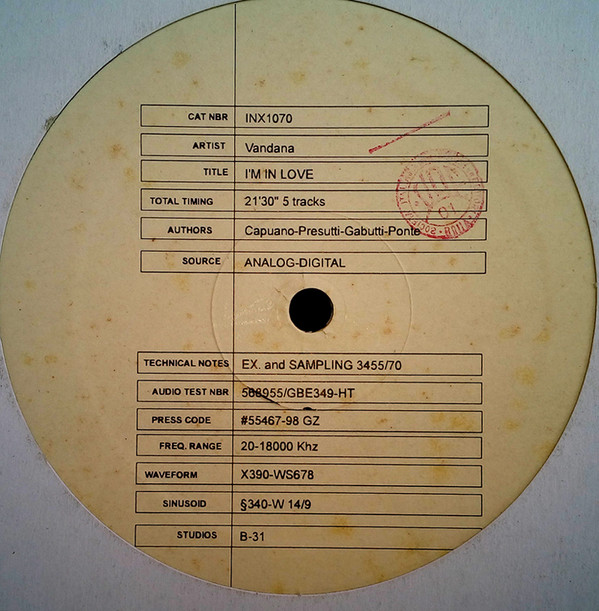 CAT NBR INX1070
ARTIST Vandana
TITLE I'M IN LOVE
TOTAL TIMING 21'30" 5 tracks
AUTHORS Capuano-Presutti-Gabutti-Ponte
SOURCE ANALOG-DIGITAL
01
TECHNICAL NOTES EX. and SAMPLING 3455/70
AUDIO TEST NBR 568955/GBE349-HT
PRESS CODE #55467-98 GZ
FREQ. RANGE 20-18000 Khz
WAVEFORM X390-WS678
SINUSOID §340-W 14/9
STUDIOS B-31